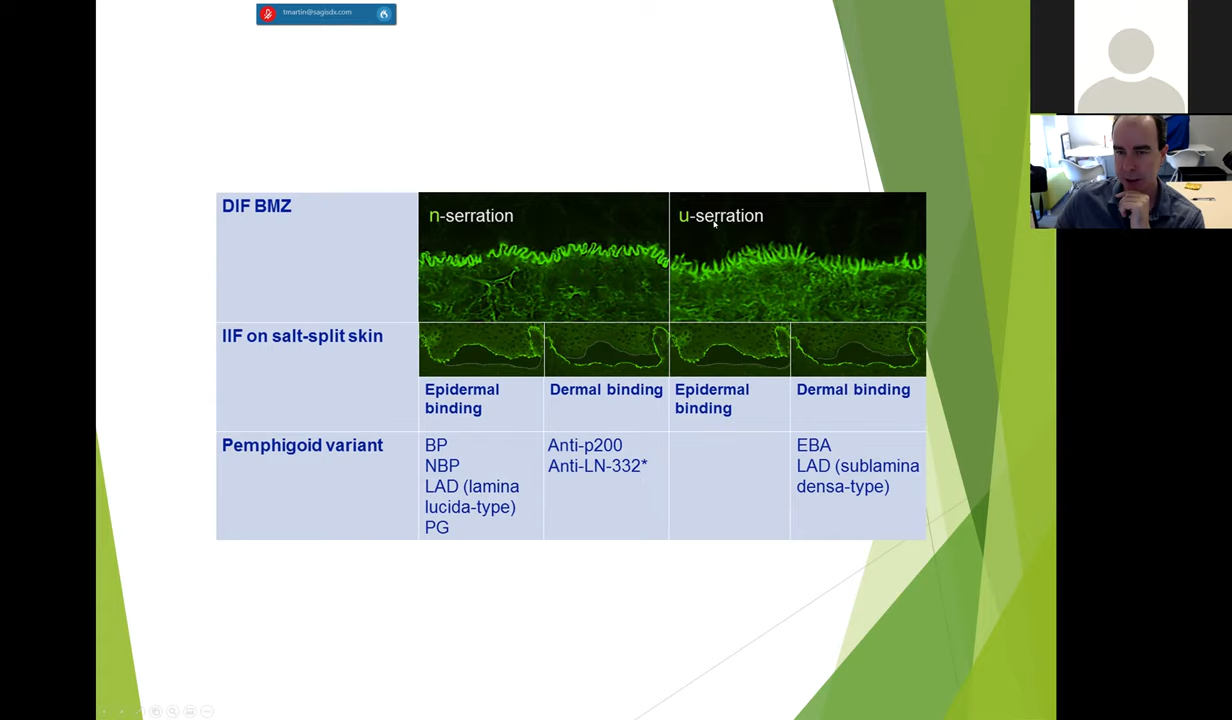 tmartin@sagisdx.com
DIF BMZ
n-serration
u-serration
IIF on salt-split skin
Epidermal
binding
Dermal binding
Epidermal
binding
Dermal binding
Pemphigoid variant
BP
NBP
LAD (lamina
lucida-type)
PG
Anti-p200
Anti-LN-332*
EBA
LAD (sublamina
densa-type)